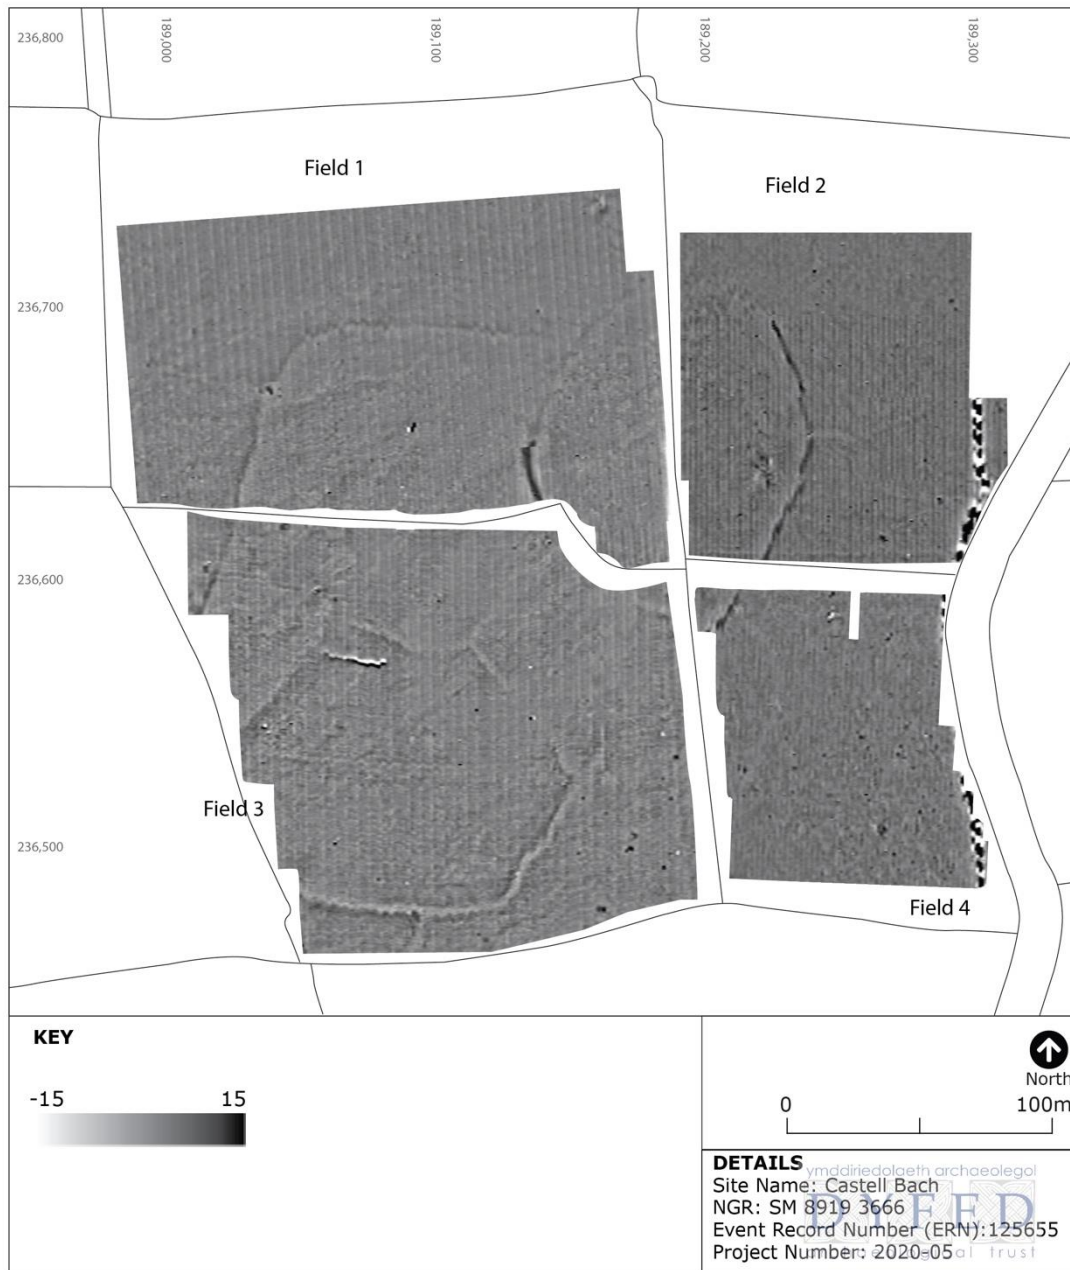 189,000
189,100
189,200
189,300
236,800
Field 1
Field 2
236,700
236,600
Field 3
236,500
Field 4
KEY
-15 15
North
0 100m
DETAILS
ymddiriedolaeth archaeolegol
Site Name: Castell Bach
DYFED
NGR: SM 8919 3666
Event Record Number (ERN):125655
Project Number: 2020-05
trust